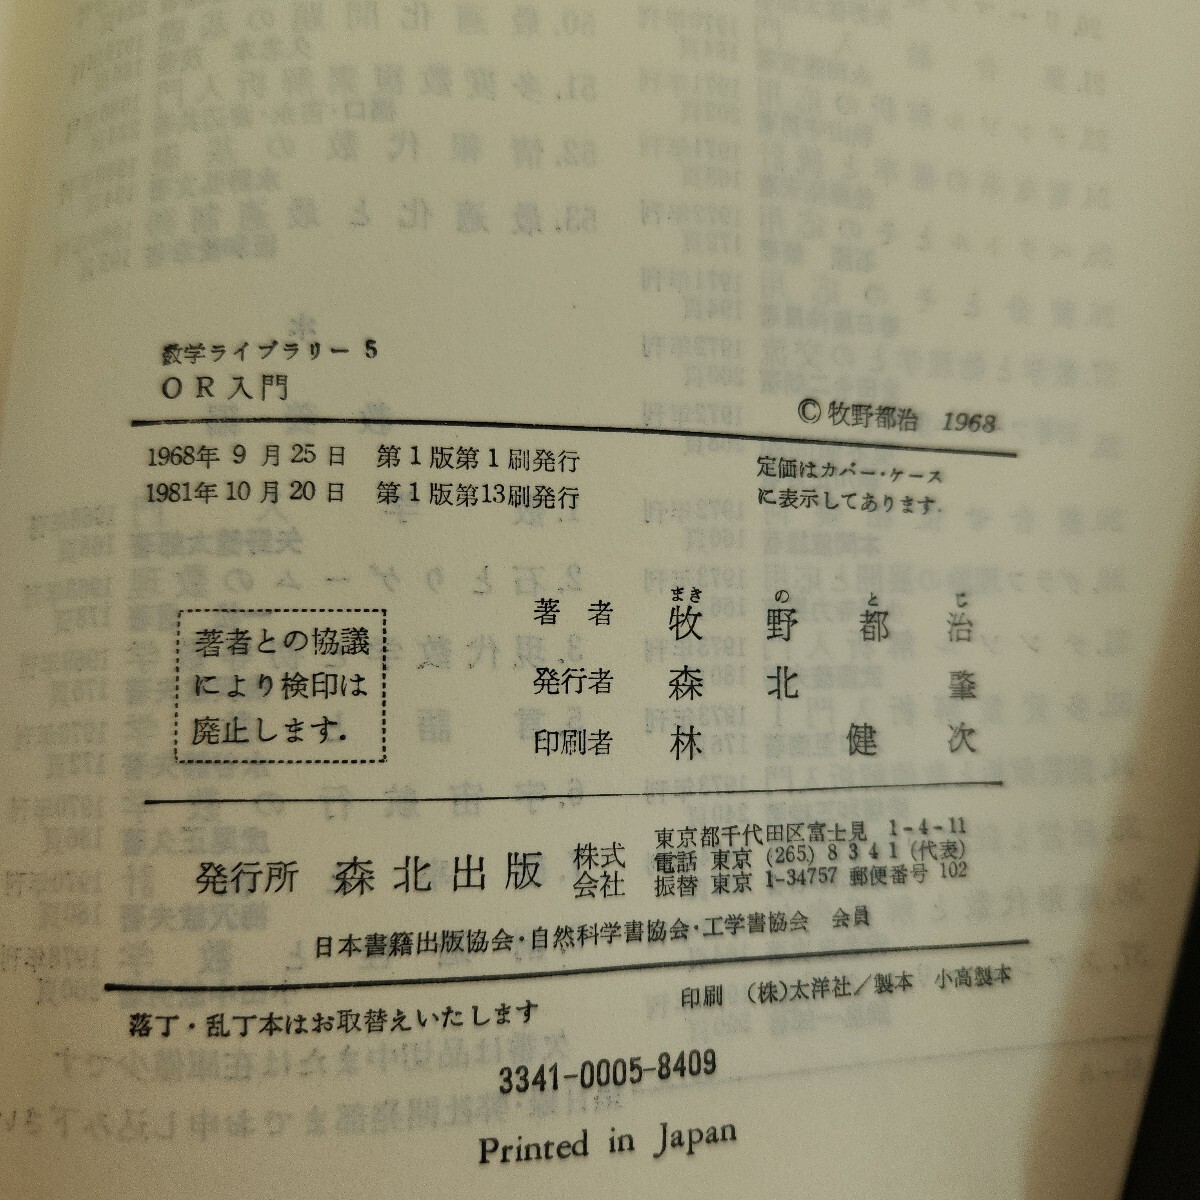 数学ライブラリー 5
OR入門
©牧野都治 1968
1968年 9 月 25 日 第1版第1刷発行
1981年 10 月 20 日 第1版第13刷発行
定価はカバー・ケース
に表示してあります.
著者との協議
により検印は
廃止します.
まき の と じ
著者 牧野都治
発行者 森北 肇
印刷者 林 健次
発行所 森北出版 株式会社
東京都千代田区富士見 1-4-11
電話 東京 (265) 8341 (代表)
振替 東京 1-34757 郵便番号 102
日本書籍出版協会・自然科学書協会・工学書協会 会員
印刷 (株)太洋社/製本 小高製本
落丁・乱丁本はお取替えいたします
3341-0005-8409
Printed in Japan